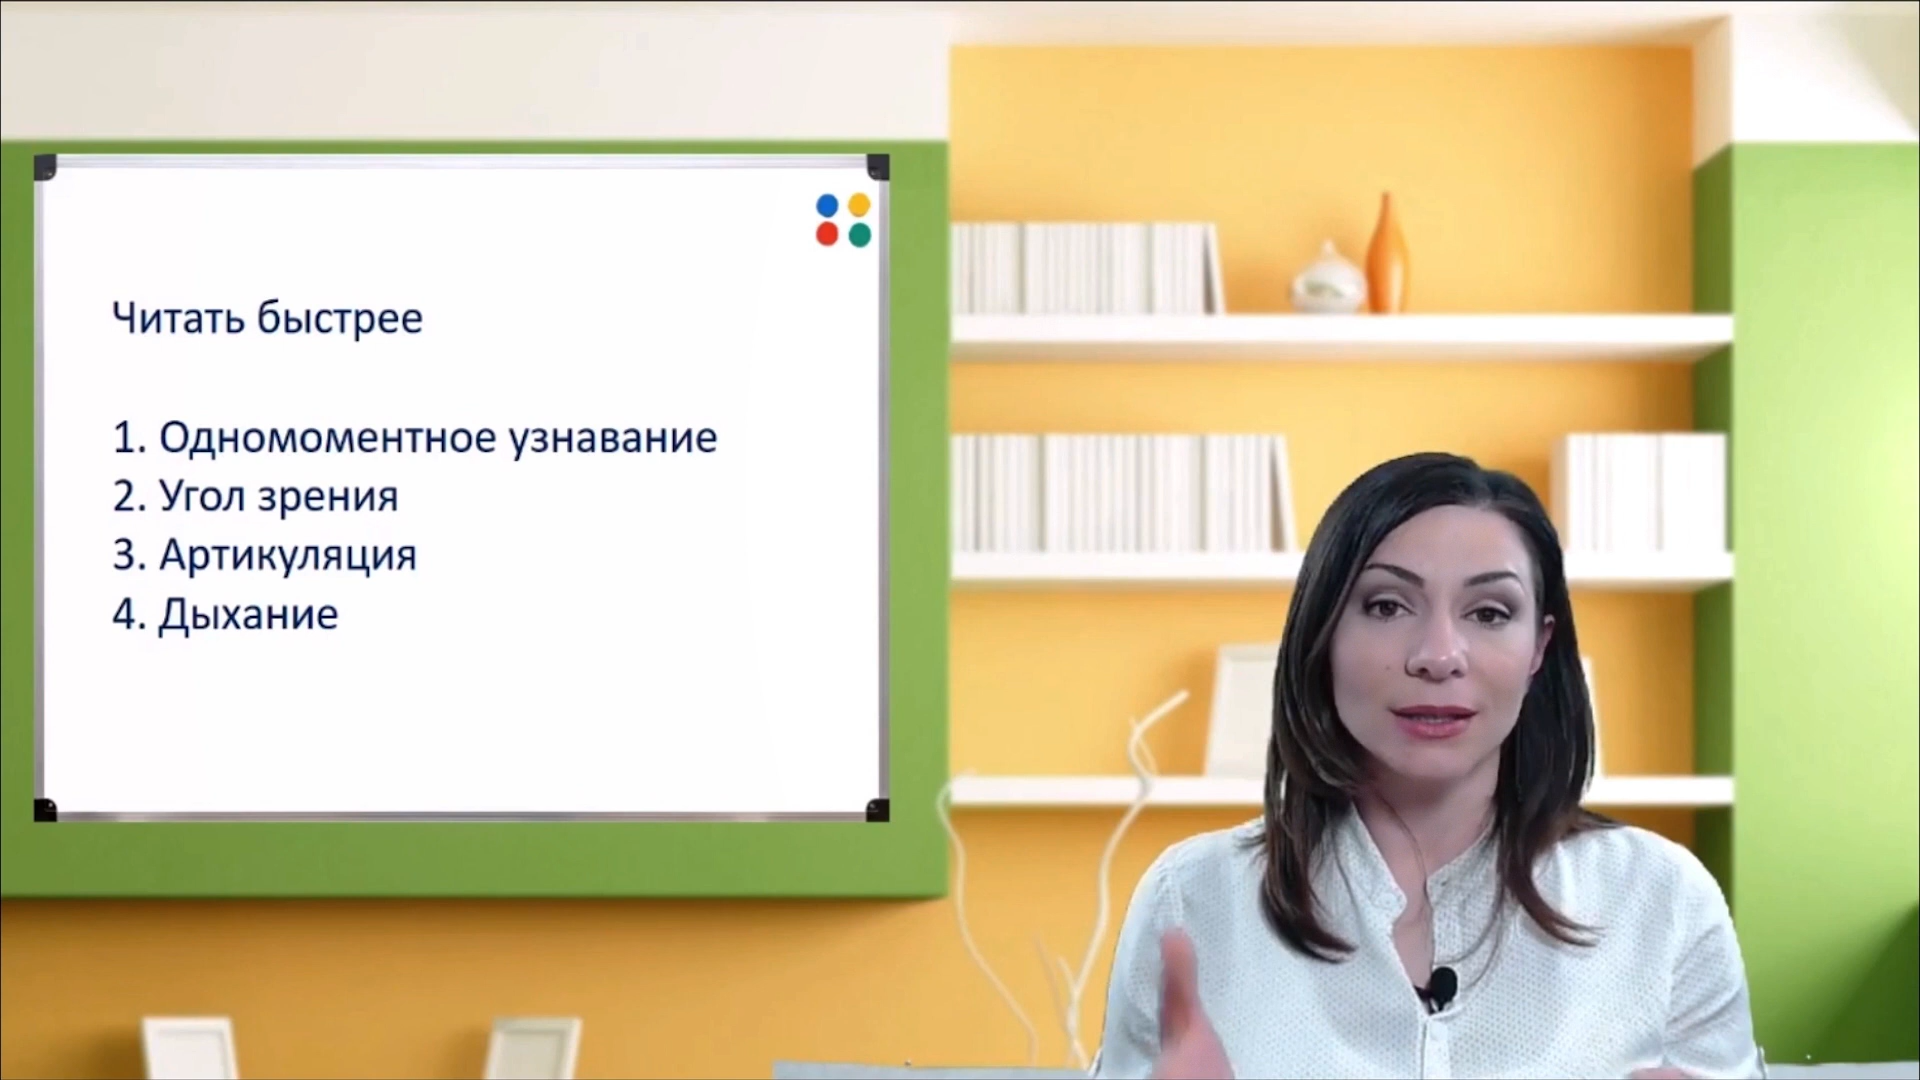 Читать быстрее
1. Одномоментное узнавание
2. Угол зрения
3. Артикуляция
4. Дыхание